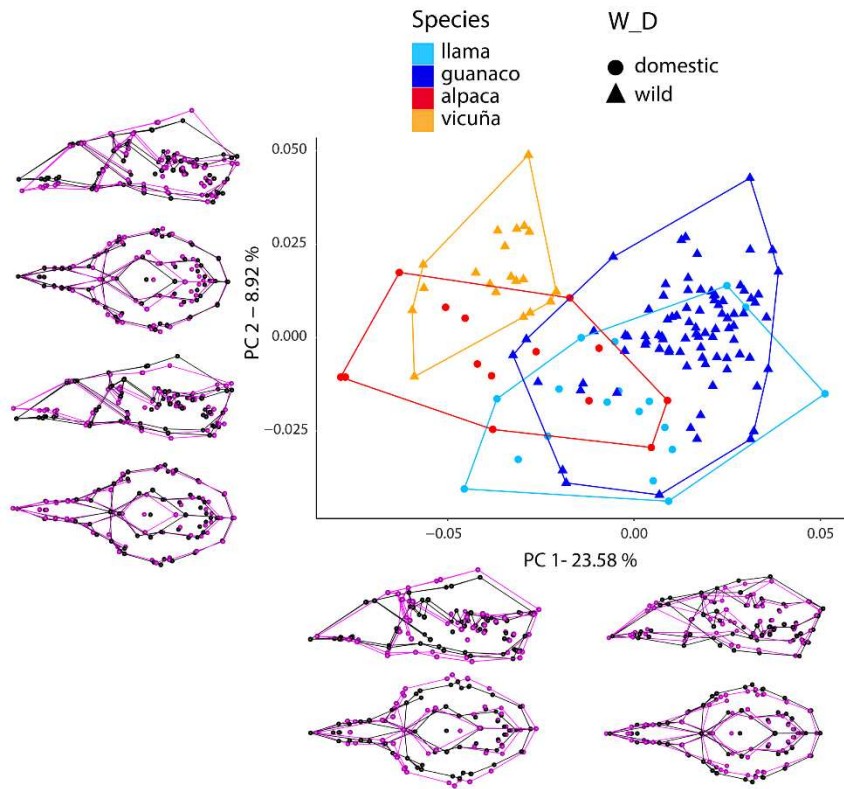 Species
llama
guanaco
alpaca
vicuña
W_D
domestic
wild
0.050
0.025
0.000
−0.025
PC 2 – 8.92 %
−0.05
0.00
0.05
PC 1- 23.58 %